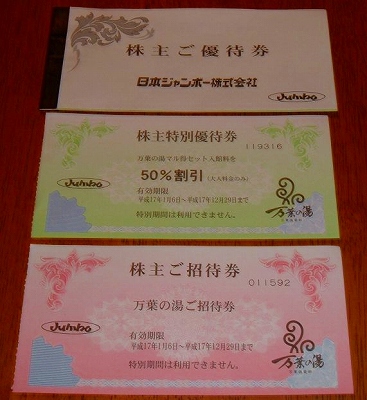 株主ご優待券
日本ジャンボー株式会社
Jumbo
株主特別優待券
119316
万葉の湯マル得セット入館料を
50%割引(大人料金のみ)
Jumbo
有効期限
平成17年1月6日〜平成17年12月29日まで
特別期間は利用できません。
万葉の湯
株主ご招待券
011592
万葉の湯ご招待券
Jumbo
有効期限
平成17年1月6日〜平成17年12月29日まで
特別期間は利用できません。
万葉の湯